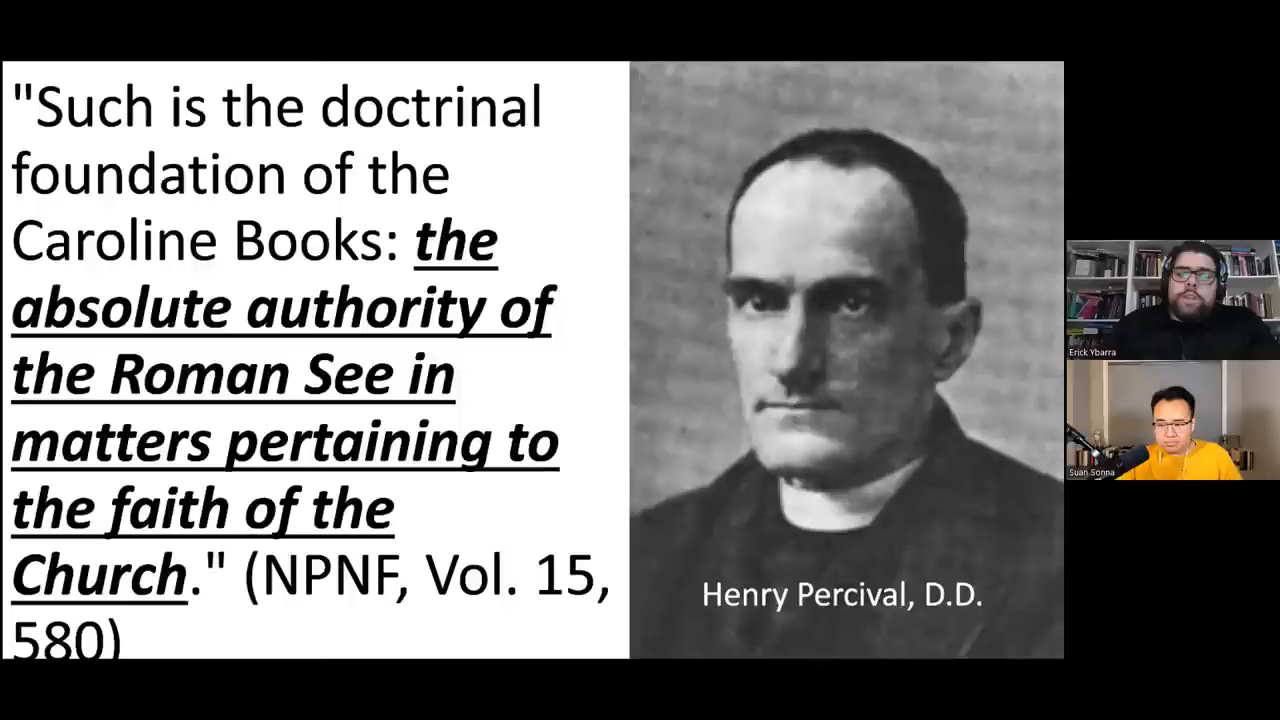 "Such is the doctrinal
foundation of the
Caroline Books: the
absolute authority of
the Roman See in
matters pertaining to
the faith of the
Church." (NPNF, Vol. 15,
580)
Henry Percival, D.D.
Erick Ybarra
Suan Sonna